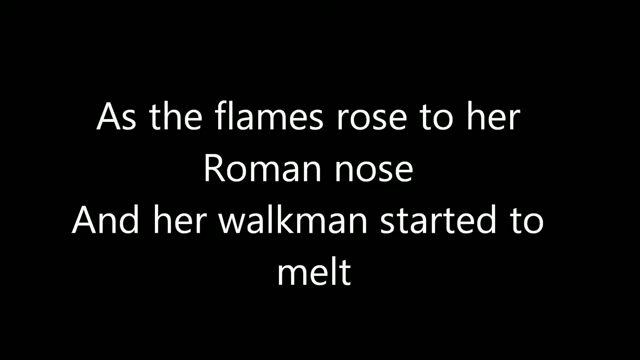 As the flames rose to her
Roman nose
And her walkman started to
melt